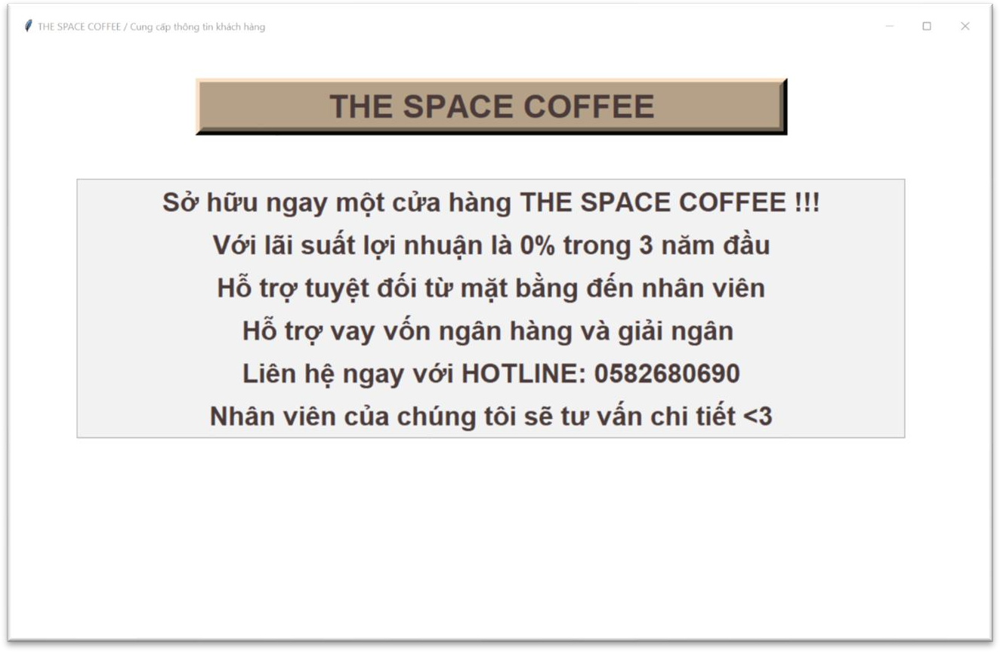 THE SPACE COFFEE / Cung cấp thông tin khách hàng
THE SPACE COFFEE
Sở hữu ngay một cửa hàng THE SPACE COFFEE !!!
Với lãi suất lợi nhuận là 0% trong 3 năm đầu
Hỗ trợ tuyệt đối từ mặt bằng đến nhân viên
Hỗ trợ vay vốn ngân hàng và giải ngân
Liên hệ ngay với HOTLINE: 0582680690
Nhân viên của chúng tôi sẽ tư vấn chi tiết <3